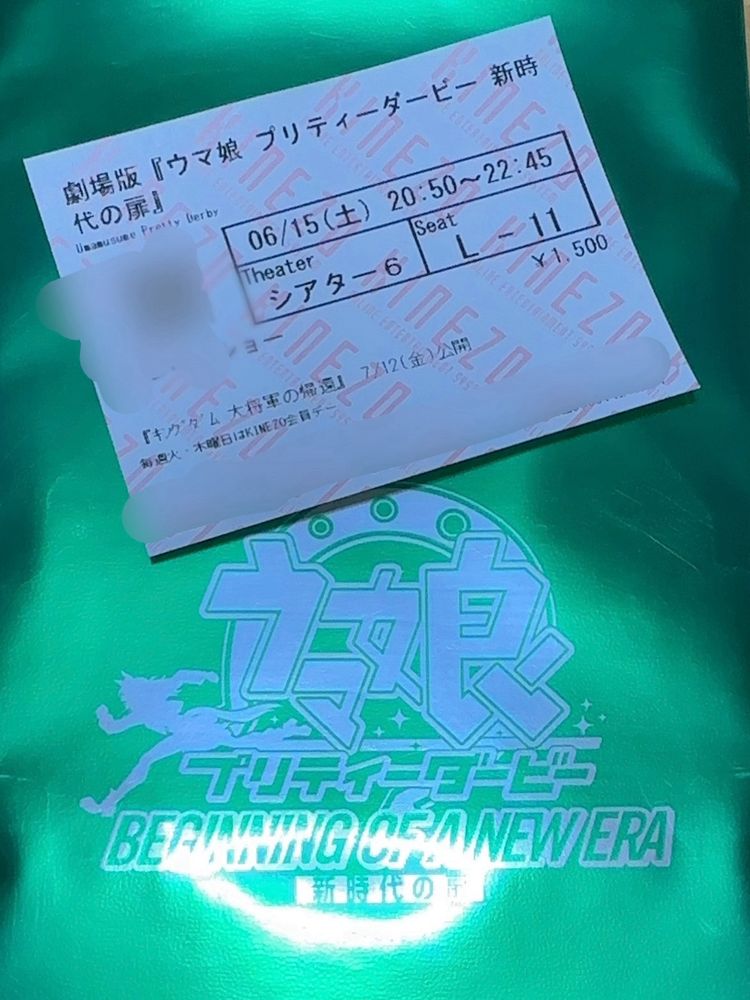 劇場版『ウマ娘 プリティーダービー 新時
代の扉』
Umamusume Pretty Derby
06/15(土) 20:50～22:45
Theater
シアター6
Seat
L - 11
¥1,500
ョー
『キングダム 大将軍の帰還』 7/12(金)公開
毎週火・木曜日はKINEZO会員デー
KINEZO
ウマ娘
プリティーダービー
BEGINNING OF A NEW ERA
新時代の扉